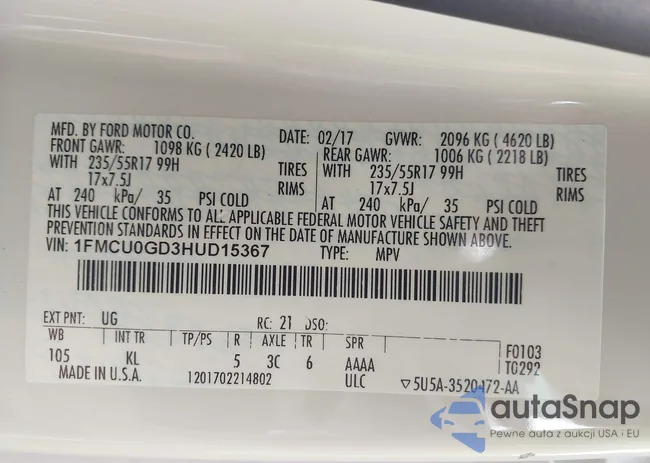 MFD. BY FORD MOTOR CO.
DATE: 02/17 GVWR: 2096 KG ( 4620 LB)
FRONT GAWR: 1098 KG ( 2420 LB) REAR GAWR: 1006 KG ( 2218 LB)
WITH 235/55R17 99H TIRES WITH 235/55R17 99H TIRES
17x7.5J RIMS 17x7.5J RIMS
AT 240 kPa/ 35 PSI COLD AT 240 kPa/ 35 PSI COLD
THIS VEHICLE CONFORMS TO ALL APPLICABLE FEDERAL MOTOR VEHICLE SAFETY AND THEFT
PREVENTION STANDARDS IN EFFECT ON THE DATE OF MANUFACTURE SHOWN ABOVE.
VIN: 1FMCU0GD3HUD15367 TYPE: MPV
EXT PNT: UG RC: 21 DSO:
WB INT TR TP/PS R AXLE TR SPR F0103
105 KL 5 3C 6 AAAA T0292
MADE IN U.S.A. 1201702214802 ULC ▽5U5A-3520472-AA
autaSnap
Pewne auta z aukcji USA i EU